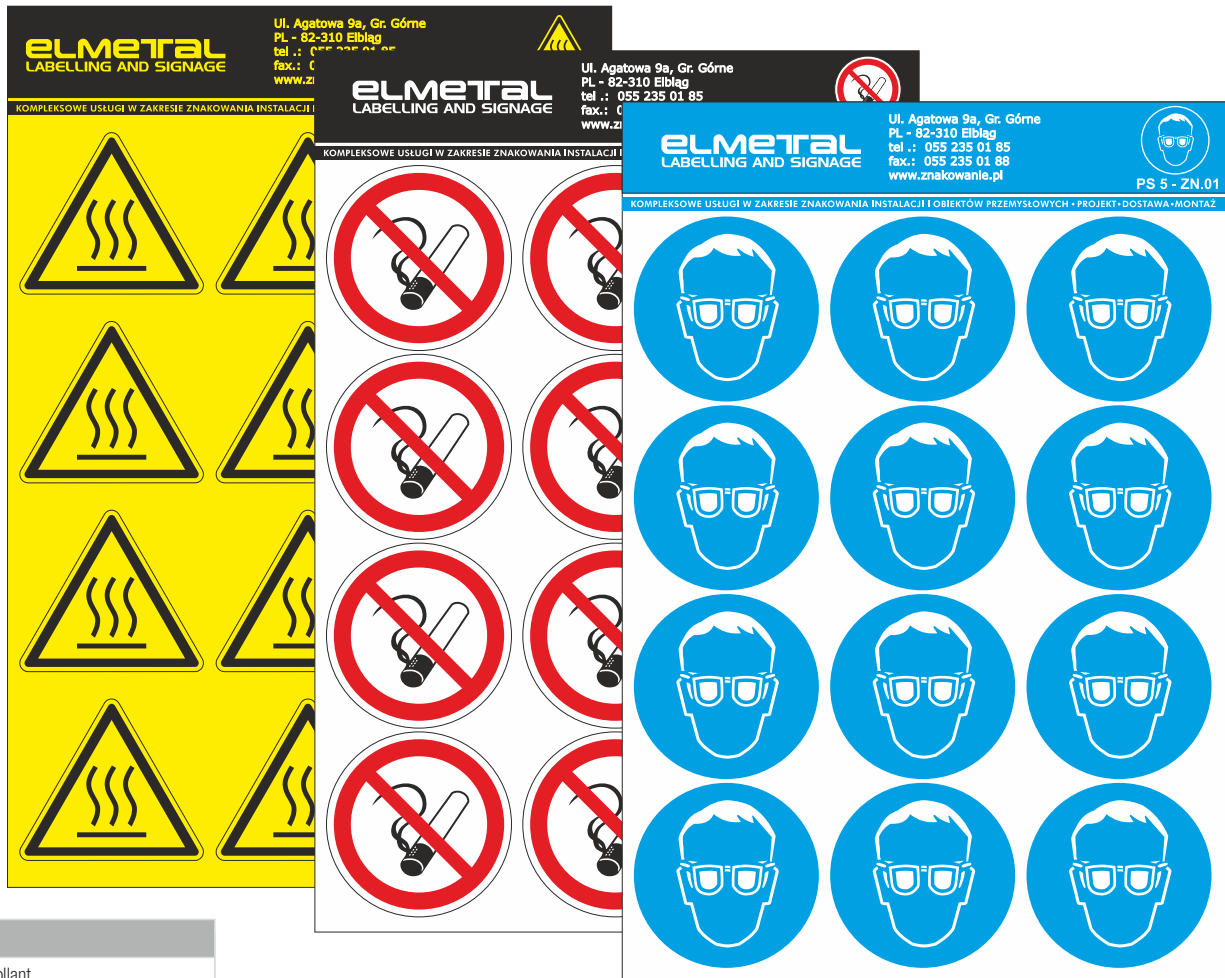 ELMETAL
LABELLING AND SIGNAGE
Ul. Agatowa 9a, Gr. Górne
PL - 82-310 Elbląg
tel .:
fax.:
KOMPLEKSOWE USŁUGI W ZAKRESIE ZNAKOWANIA INSTALACJI
ELMETAL
LABELLING AND SIGNAGE
Ul. Agatowa 9a, Gr. Górne
PL - 82-310 Elbląg
tel .: 055 235 01 85
fax.:
KOMPLEKSOWE USŁUGI W ZAKRESIE ZNAKOWANIA INSTALACJI
ELMETAL
LABELLING AND SIGNAGE
Ul. Agatowa 9a, Gr. Górne
PL - 82-310 Elbląg
tel .: 055 235 01 85
fax.: 055 235 01 88
www.znakowanie.pl
PS 5 - ZN.01
KOMPLEKSOWE USŁUGI W ZAKRESIE ZNAKOWANIA INSTALACJI I OBIEKTÓW PRZEMYSŁOWYCH • PROJEKT•DOSTAWA•MONTAŻ